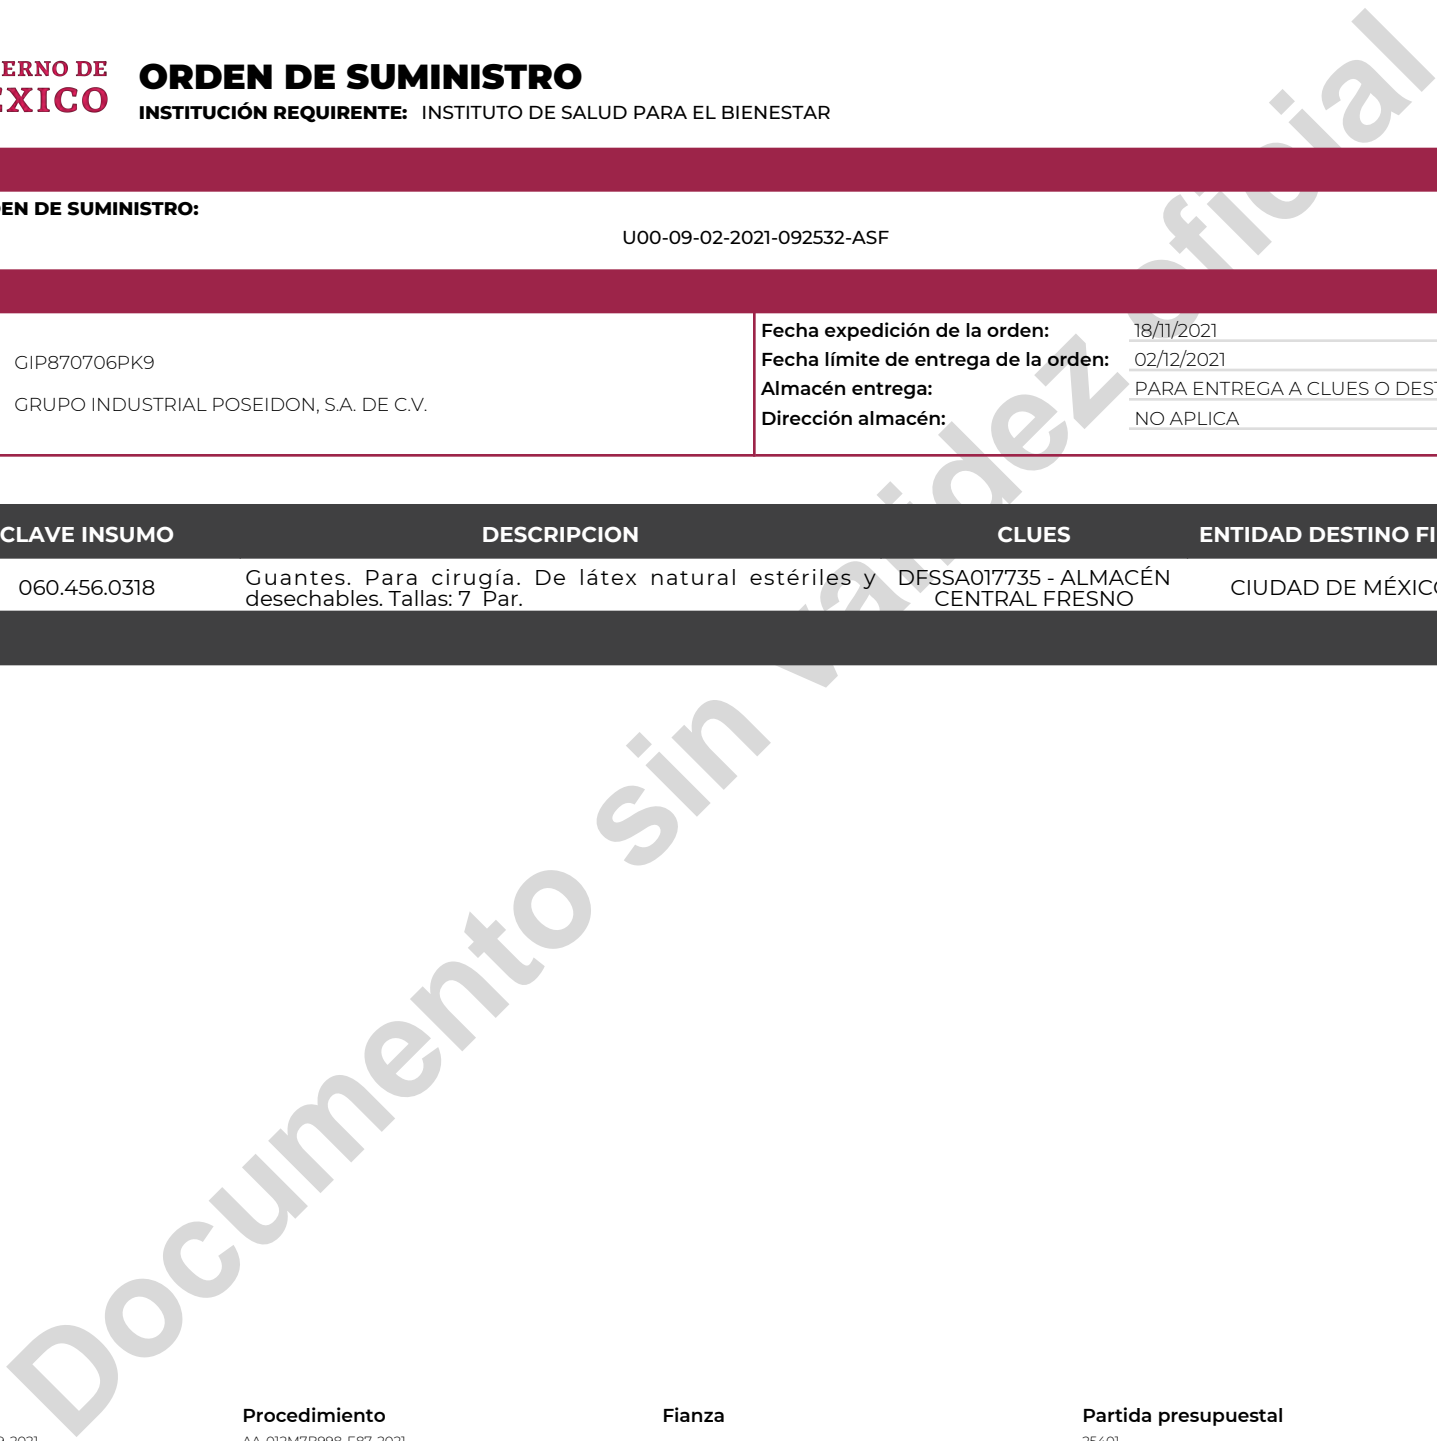 ERNO DE
ÉXICO
ORDEN DE SUMINISTRO
INSTITUCIÓN REQUIRENTE: INSTITUTO DE SALUD PARA EL BIENESTAR
EN DE SUMINISTRO:
U00-09-02-2021-092532-ASF
GIP870706PK9
GRUPO INDUSTRIAL POSEIDON, S.A. DE C.V.
Fecha expedición de la orden: 18/11/2021
Fecha límite de entrega de la orden: 02/12/2021
Almacén entrega: PARA ENTREGA A CLUES O DEST
Dirección almacén: NO APLICA
CLAVE INSUMO DESCRIPCION CLUES ENTIDAD DESTINO FI
060.456.0318 Guantes. Para cirugía. De látex natural estériles y DFSSA017735 - ALMACÉN CIUDAD DE MÉXICO
desechables. Tallas: 7 Par. CENTRAL FRESNO
Documento sin validez oficial
Procedimiento Fianza Partida presupuestal